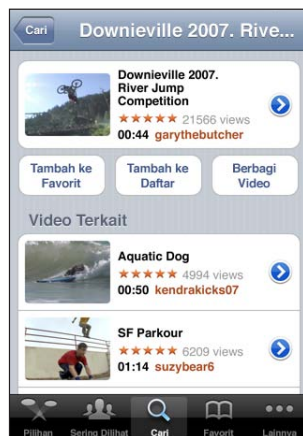 Cari
Downieville 2007. Rive...
Downieville 2007.
River Jump
Competition
21566 views
00:44 garythebutcher
Tambah ke
Favorit
Tambah ke
Daftar
Berbagi
Video
Video Terkait
Aquatic Dog
4994 views
00:50 kendrakicks07
SF Parkour
6209 views
01:14 suzybear6
Pilihan
Sering Dilihat
Cari
Favorit
Lainnya